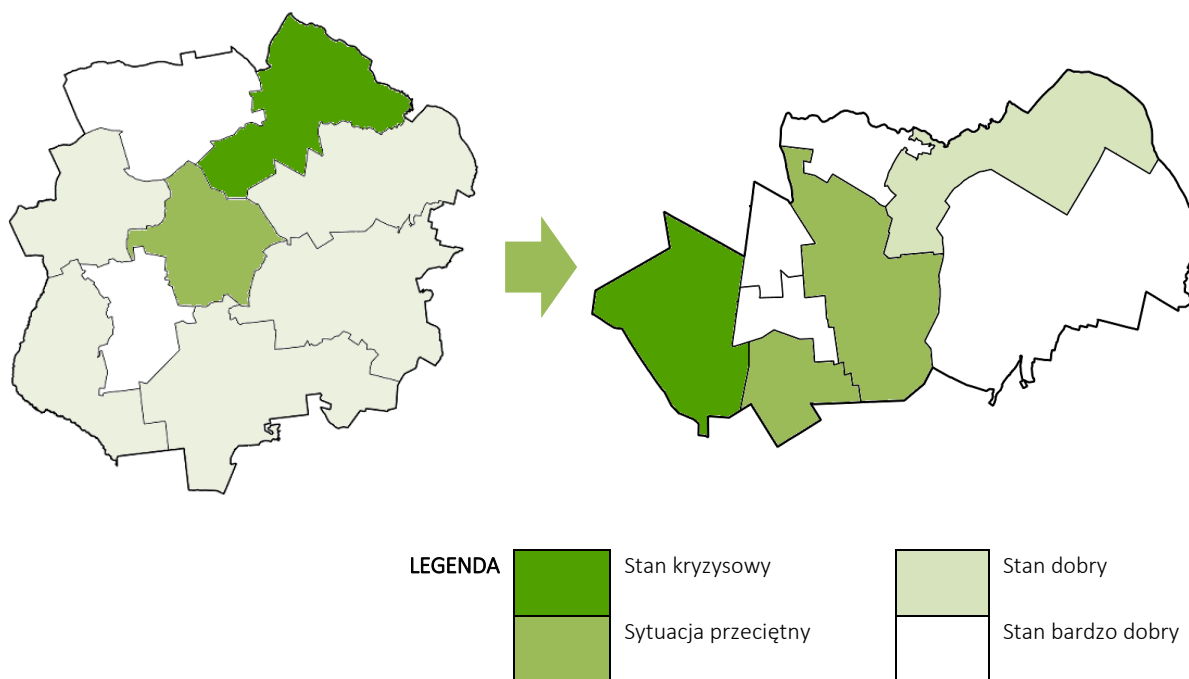 LEGENDA
Stan kryzysowy
Stan dobry
Sytuacja przeciętny
Stan bardzo dobry